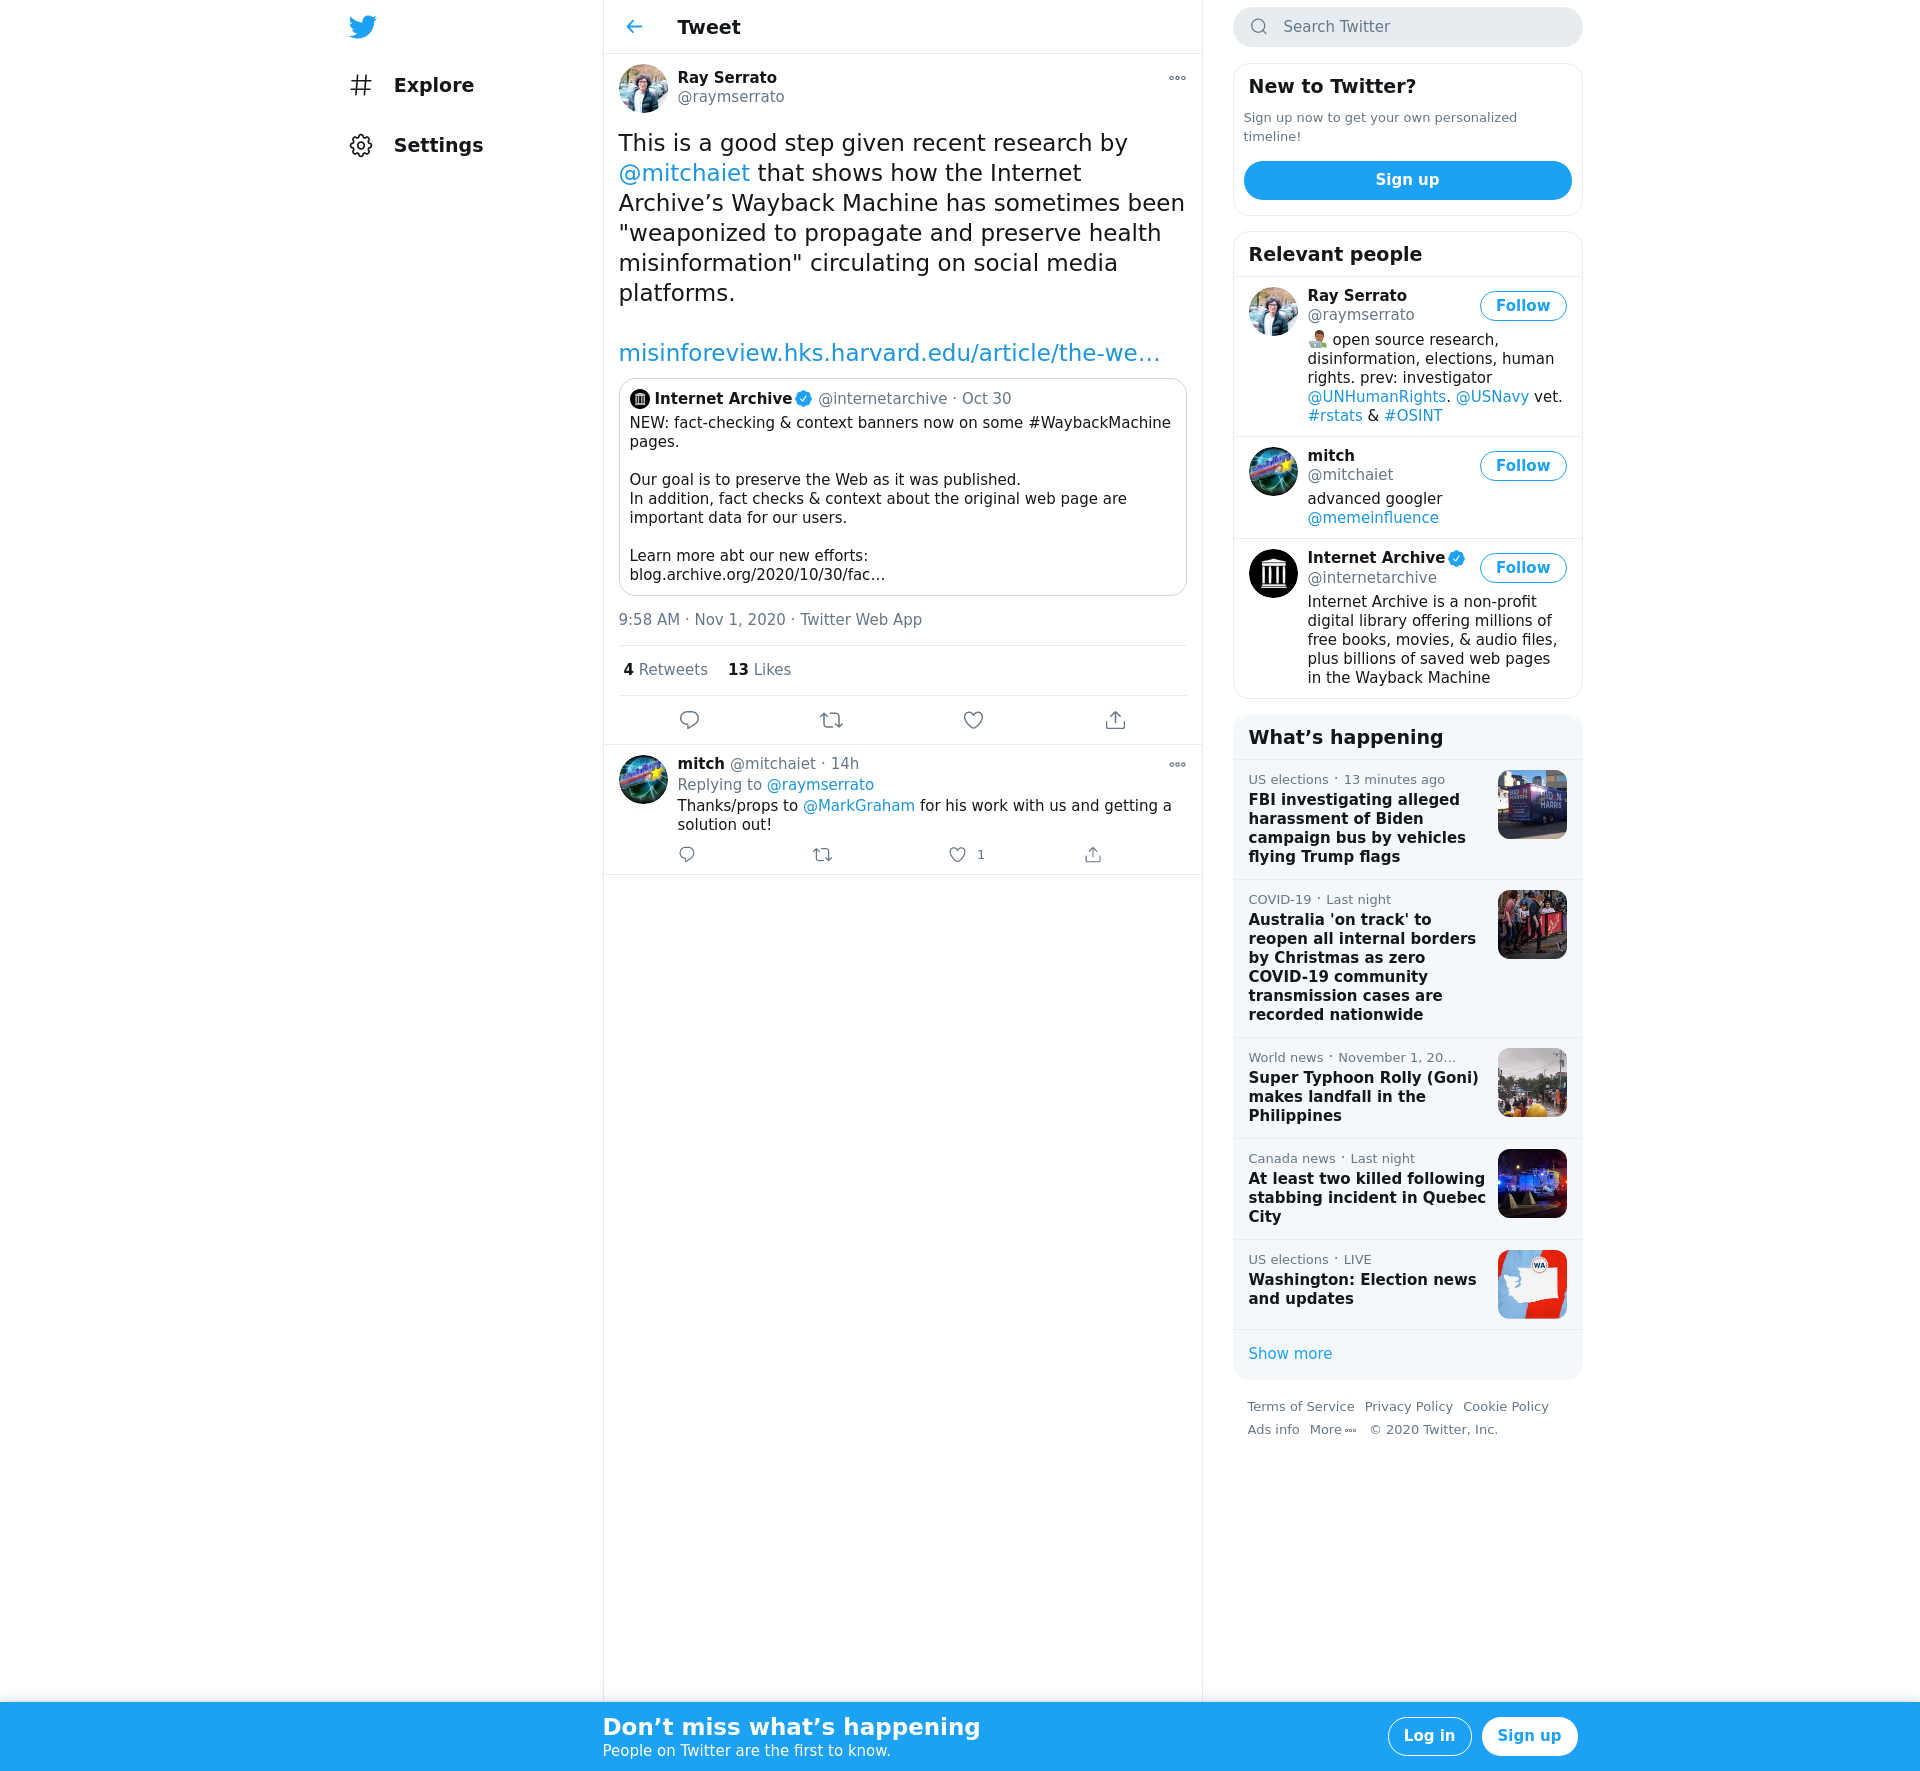 Explore
Settings
Tweet
Ray Serrato
@raymserrato
This is a good step given recent research by
@mitchaiet that shows how the Internet
Archive’s Wayback Machine has sometimes been
"weaponized to propagate and preserve health
misinformation" circulating on social media
platforms.
misinforeview.hks.harvard.edu/article/the-we…
Internet Archive @internetarchive · Oct 30
NEW: fact-checking & context banners now on some #WaybackMachine
pages.
Our goal is to preserve the Web as it was published.
In addition, fact checks & context about the original web page are
important data for our users.
Learn more abt our new efforts:
blog.archive.org/2020/10/30/fac…
9:58 AM · Nov 1, 2020 · Twitter Web App
4 Retweets 13 Likes
mitch @mitchaiet · 14h
Replying to @raymserrato
Thanks/props to @MarkGraham for his work with us and getting a
solution out!
1
Search Twitter
New to Twitter?
Sign up now to get your own personalized
timeline!
Sign up
Relevant people
Ray Serrato
@raymserrato
Follow
open source research,
disinformation, elections, human
rights. prev: investigator
@UNHumanRights. @USNavy vet.
#rstats & #OSINT
mitch
@mitchaiet
Follow
advanced googler
@memeinfluence
Internet Archive
@internetarchive
Follow
Internet Archive is a non-profit
digital library offering millions of
free books, movies, & audio files,
plus billions of saved web pages
in the Wayback Machine
What’s happening
US elections · 13 minutes ago
FBI investigating alleged
harassment of Biden
campaign bus by vehicles
flying Trump flags
COVID-19 · Last night
Australia 'on track' to
reopen all internal borders
by Christmas as zero
COVID-19 community
transmission cases are
recorded nationwide
World news · November 1, 20…
Super Typhoon Rolly (Goni)
makes landfall in the
Philippines
Canada news · Last night
At least two killed following
stabbing incident in Quebec
City
US elections · LIVE
Washington: Election news
and updates
WA
Show more
Terms of Service Privacy Policy Cookie Policy
Ads info More © 2020 Twitter, Inc.
Don’t miss what’s happening
People on Twitter are the first to know.
Log in
Sign up